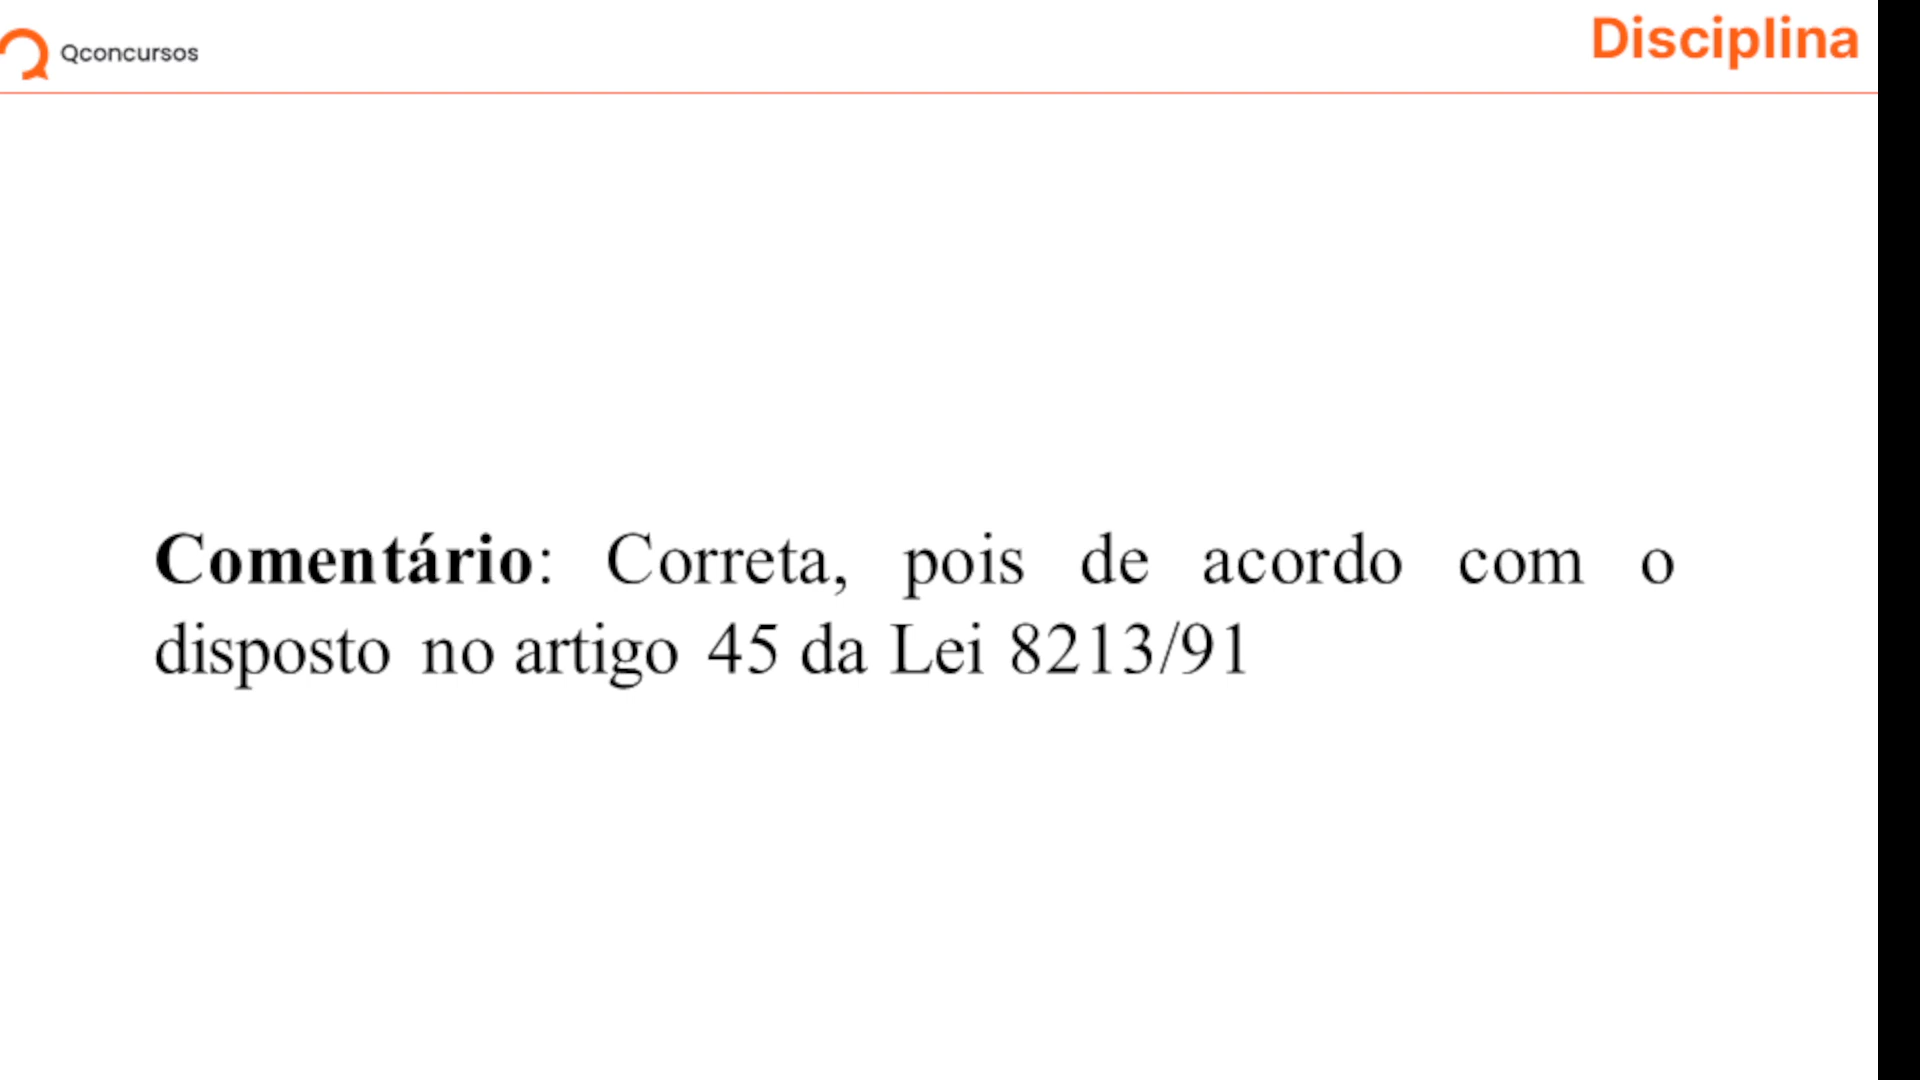 Qconcursos
Disciplina
Comentário: Correta, pois de acordo com o
disposto no artigo 45 da Lei 8213/91